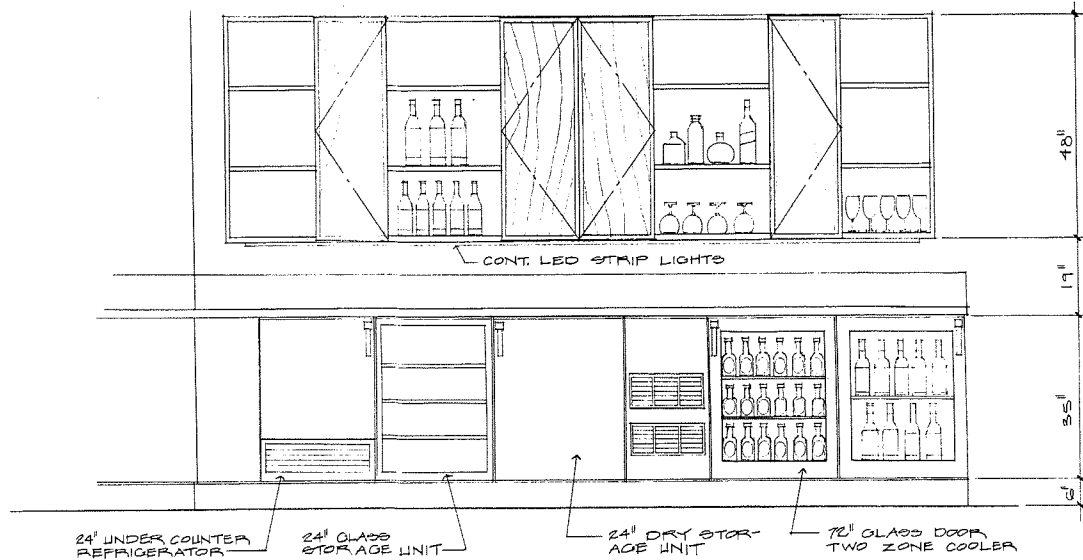 48"
CONT. LED STRIP LIGHTS
19"
35"
6"
24" UNDER COUNTER
REFRIGERATOR
24" GLASS
STORAGE UNIT
24" DRY STOR-
AGE UNIT
72" GLASS DOOR
TWO ZONE COOLER